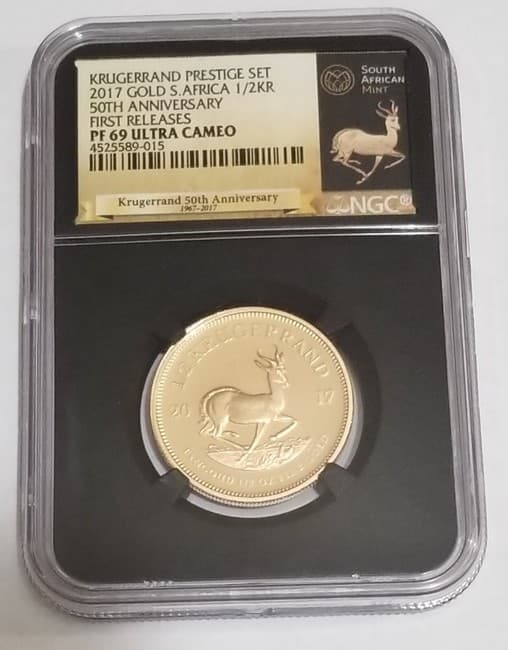 KRUGERRAND PRESTIGE SET
2017 GOLD S.AFRICA 1/2KR
50TH ANNIVERSARY
FIRST RELEASES
PF 69 ULTRA CAMEO
4525589-015
Krugerrand 50th Anniversary
1967-2017
SOUTH
AFRICAN
MINT
NGC®
1/2 KRUGERRAND
20 17